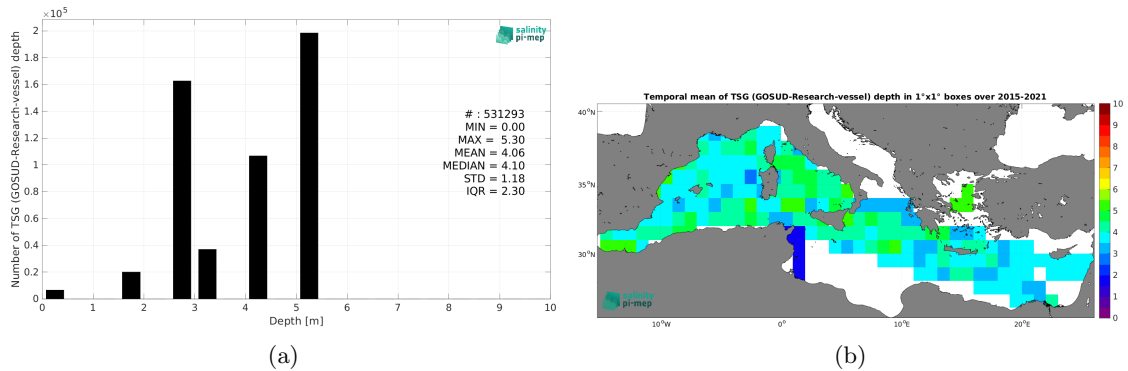 ×10⁵
2
1.8
1.6
1.4
1.2
1
0.8
0.6
0.4
0.2
0
Number of TSG (GOSUD-Research-vessel) depth
salinity
pi-mep
# : 531293
MIN = 0.00
MAX = 5.30
MEAN = 4.06
MEDIAN = 4.10
STD = 1.18
IQR = 2.30
0 1 2 3 4 5 6 7 8 9 10
Depth [m]
(a)
Temporal mean of TSG (GOSUD-Research-vessel) depth in 1°x1° boxes over 2015-2021
40°N
35°N
30°N
10°W 0° 10°E 20°E
salinity
pi-mep
10
9
8
7
6
5
4
3
2
1
0
(b)